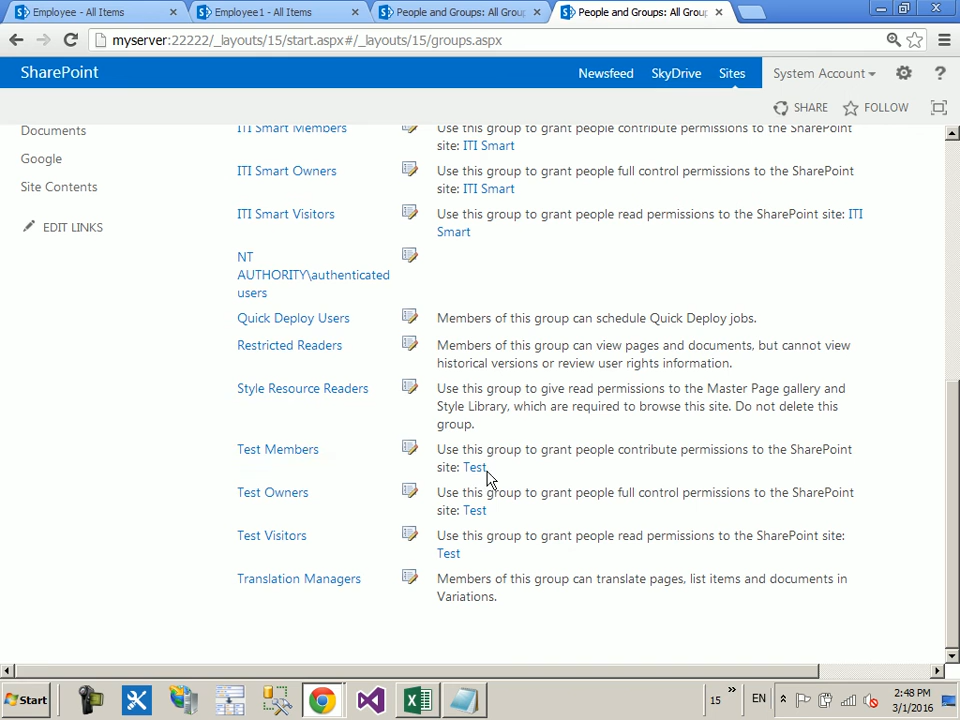 Employee - All Items
Employee1 - All Items
People and Groups: All Grou
People and Groups: All Grou
myserver:22222/_layouts/15/start.aspx#/_layouts/15/groups.aspx
SharePoint
Newsfeed SkyDrive Sites System Account
SHARE FOLLOW
Documents
Google
Site Contents
EDIT LINKS
ITI Smart Members
Use this group to grant people contribute permissions to the SharePoint
site: ITI Smart
ITI Smart Owners
Use this group to grant people full control permissions to the SharePoint
site: ITI Smart
ITI Smart Visitors
Use this group to grant people read permissions to the SharePoint site: ITI
Smart
NT
AUTHORITY\authenticated
users
Quick Deploy Users
Members of this group can schedule Quick Deploy jobs.
Restricted Readers
Members of this group can view pages and documents, but cannot view
historical versions or review user rights information.
Style Resource Readers
Use this group to give read permissions to the Master Page gallery and
Style Library, which are required to browse this site. Do not delete this
group.
Test Members
Use this group to grant people contribute permissions to the SharePoint
site: Test
Test Owners
Use this group to grant people full control permissions to the SharePoint
site: Test
Test Visitors
Use this group to grant people read permissions to the SharePoint site:
Test
Translation Managers
Members of this group can translate pages, list items and documents in
Variations.
Start
15
EN
2:48 PM
3/1/2016